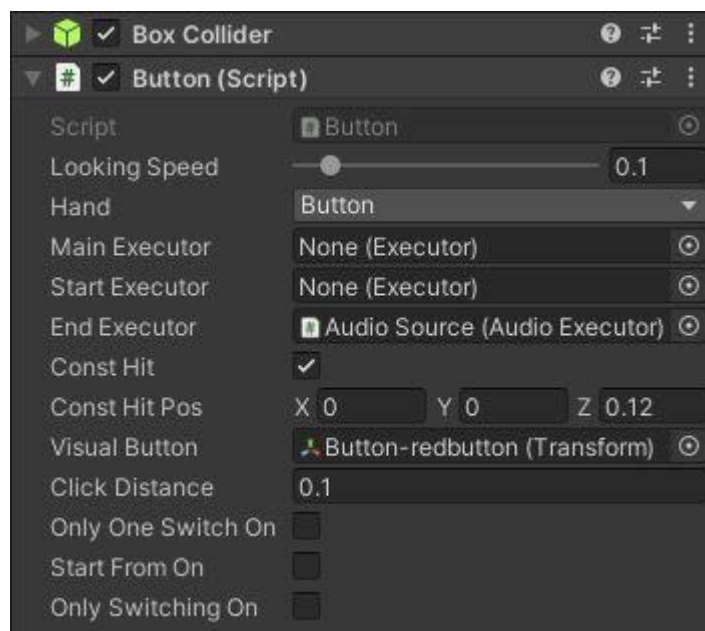 Box Collider
# Button (Script)
Script Button
Looking Speed 0.1
Hand Button
Main Executor None (Executor)
Start Executor None (Executor)
End Executor # Audio Source (Audio Executor)
Const Hit
Const Hit Pos X 0 Y 0 Z 0.12
Visual Button Button-redbutton (Transform)
Click Distance 0.1
Only One Switch On
Start From On
Only Switching On